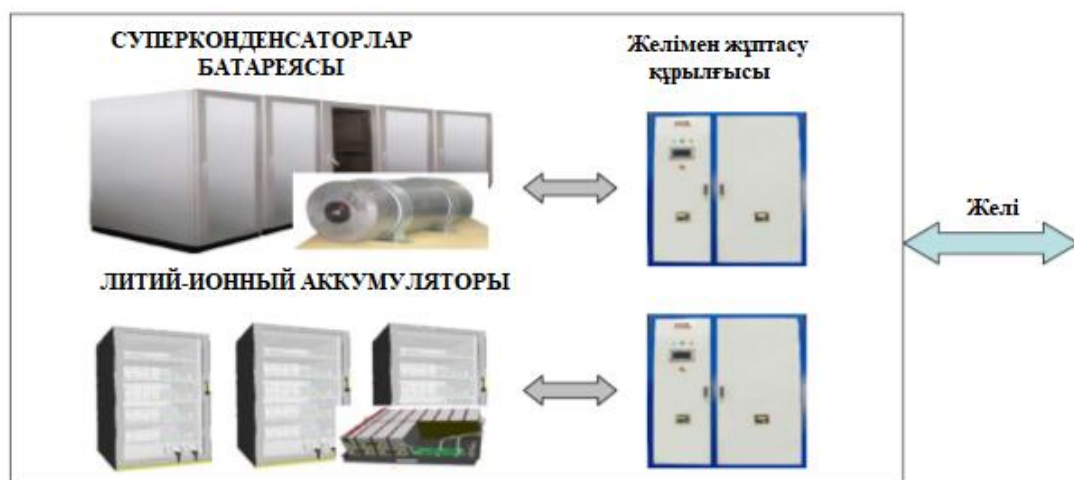 СУПЕРКОНДЕНСАТОРЛАР
БАТАРЕЯСЫ
Желімен жұптасу
құрылғысы
Желі
ЛИТИЙ-ИОННЫЙ АККУМУЛЯТОРЫ